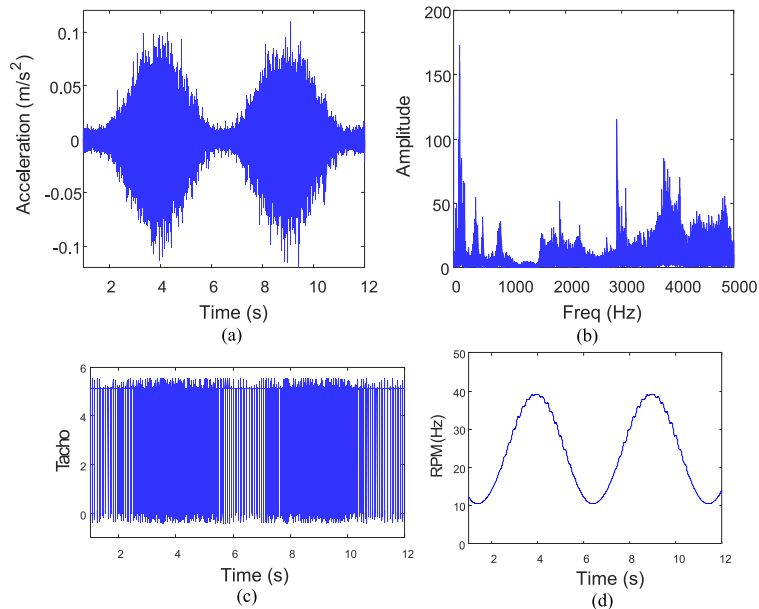 0.1
0.05
0
-0.05
-0.1
Acceleration (m/s²)
2 4 6 8 10 12
Time (s)
(a)
200
150
100
50
0
Amplitude
0 1000 2000 3000 4000 5000
Freq (Hz)
(b)
6
4
2
0
Tacho
2 4 6 8 10 12
Time (s)
(c)
50
40
30
20
10
0
RPM(Hz)
2 4 6 8 10 12
Time (s)
(d)